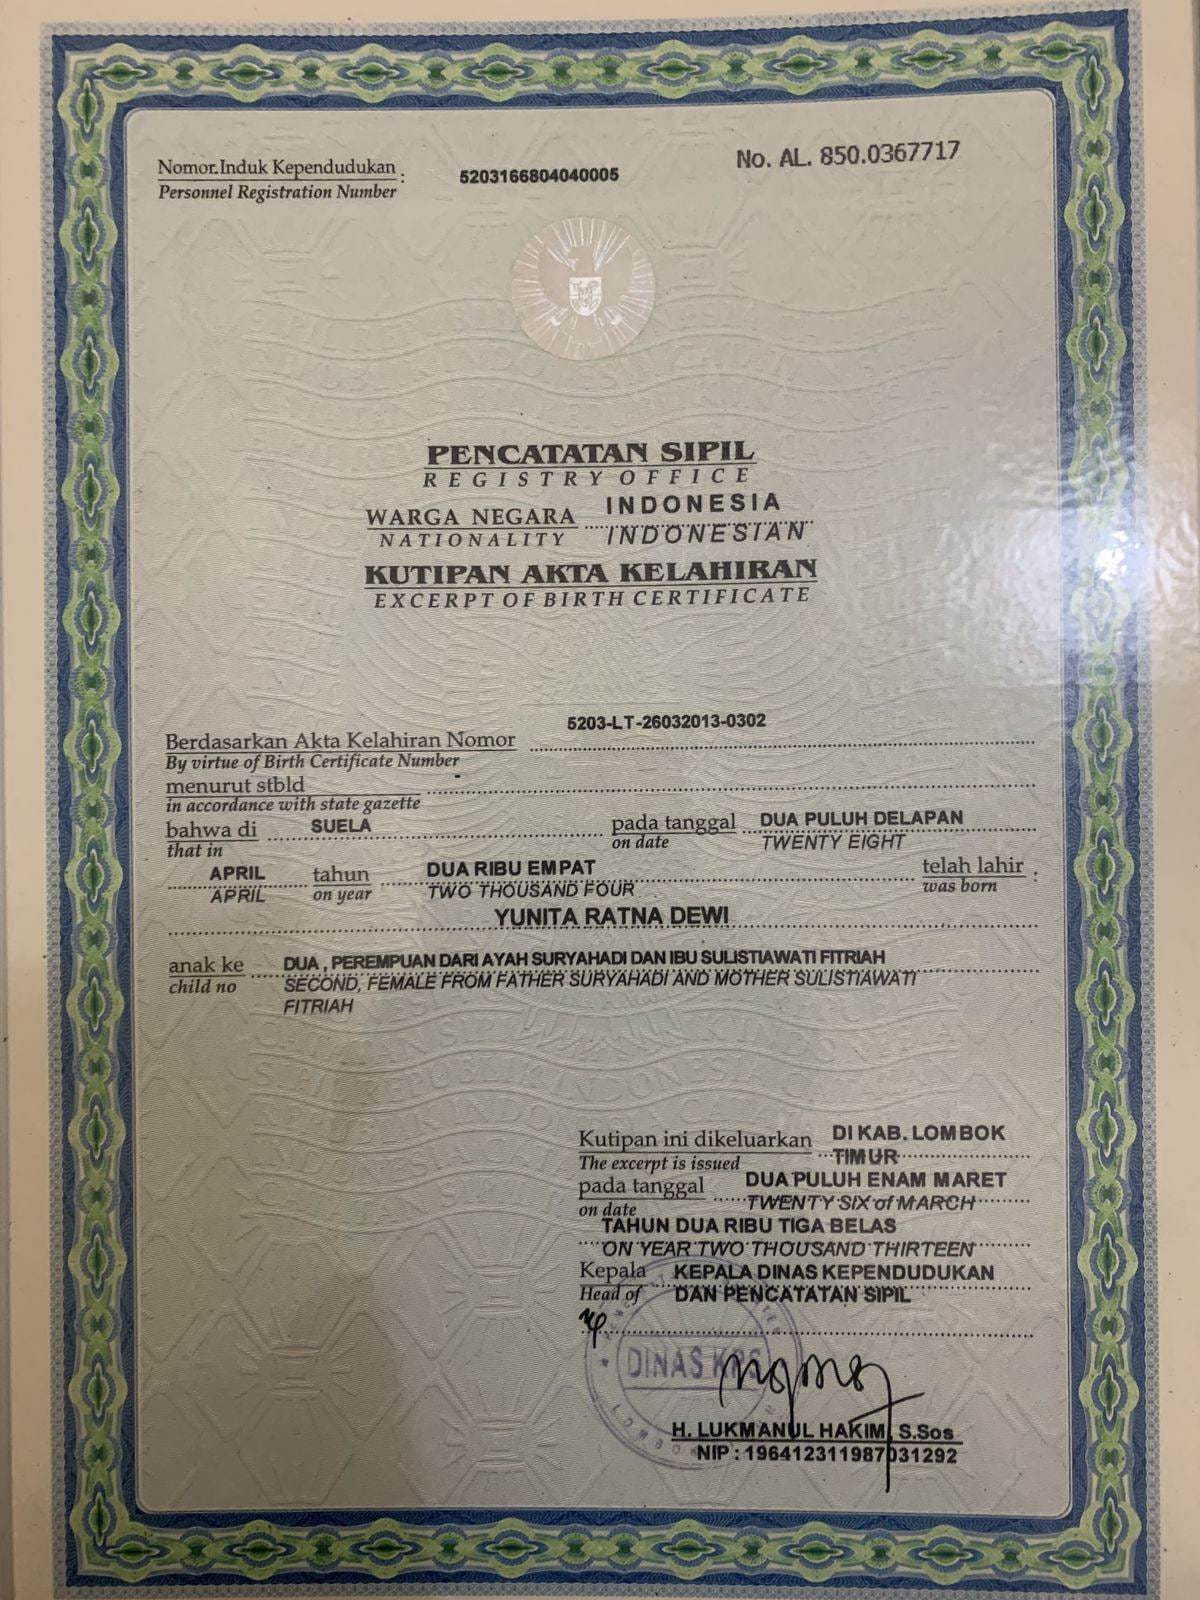 Nomor Induk Kependudukan : 5203166804040005 No. AL. 850.0367717
Personnel Registration Number
PENCATATAN SIPIL
REGISTRY OFFICE
WARGA NEGARA INDONESIA
NATIONALITY INDONESIAN
KUTIPAN AKTA KELAHIRAN
EXCERPT OF BIRTH CERTIFICATE
Berdasarkan Akta Kelahiran Nomor 5203-LT-26032013-0302
By virtue of Birth Certificate Number
menurut stbld
in accordance with state gazette
bahwa di SUELA pada tanggal DUA PULUH DELAPAN
that in on date TWENTY EIGHT
APRIL tahun DUA RIBU EMPAT telah lahir :
APRIL on year TWO THOUSAND FOUR was born
YUNITA RATNA DEWI
anak ke DUA , PEREMPUAN DARI AYAH SURYAHADI DAN IBU SULISTIAWATI FITRIAH
child no SECOND, FEMALE FROM FATHER SURYAHADI AND MOTHER SULISTIAWATI
FITRIAH
Kutipan ini dikeluarkan DI KAB. LOMBOK
The excerpt is issued TIMUR
pada tanggal DUA PULUH ENAM MARET
on date TWENTY SIX of MARCH
TAHUN DUA RIBU TIGA BELAS
ON YEAR TWO THOUSAND THIRTEEN
Kepala KEPALA DINAS KEPENDUDUKAN
Head of DAN PENCATATAN SIPIL
DINAS KPS
H. LUKMANUL HAKIM, S.Sos
NIP : 196412311987031292